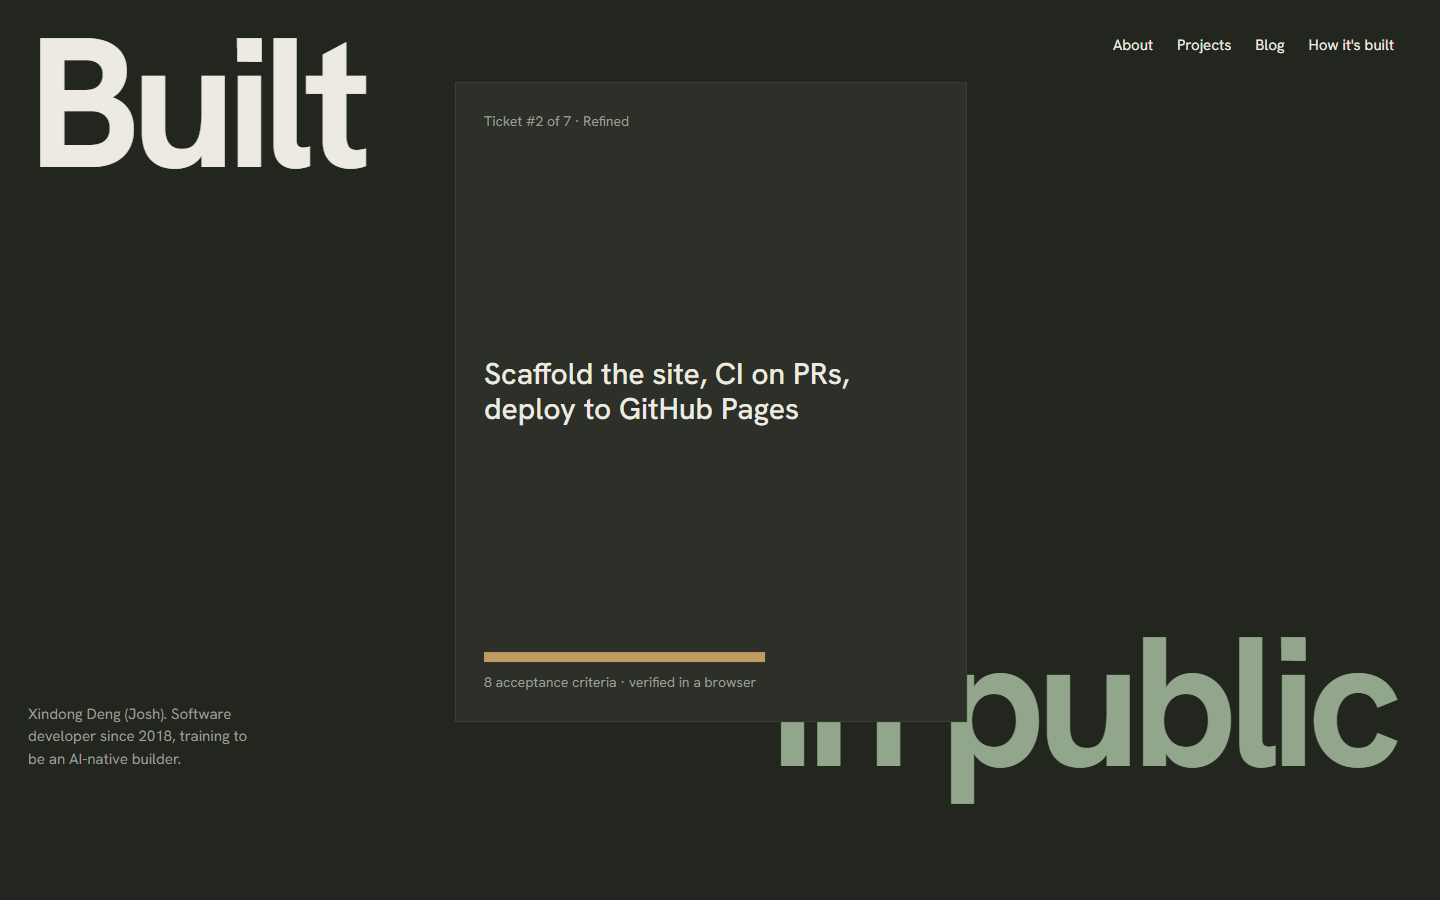 Built
About Projects Blog How it's built
Ticket #2 of 7 · Refined
Scaffold the site, CI on PRs,
deploy to GitHub Pages
8 acceptance criteria · verified in a browser
Xindong Deng (Josh). Software
developer since 2018, training to
be an AI-native builder.
in public